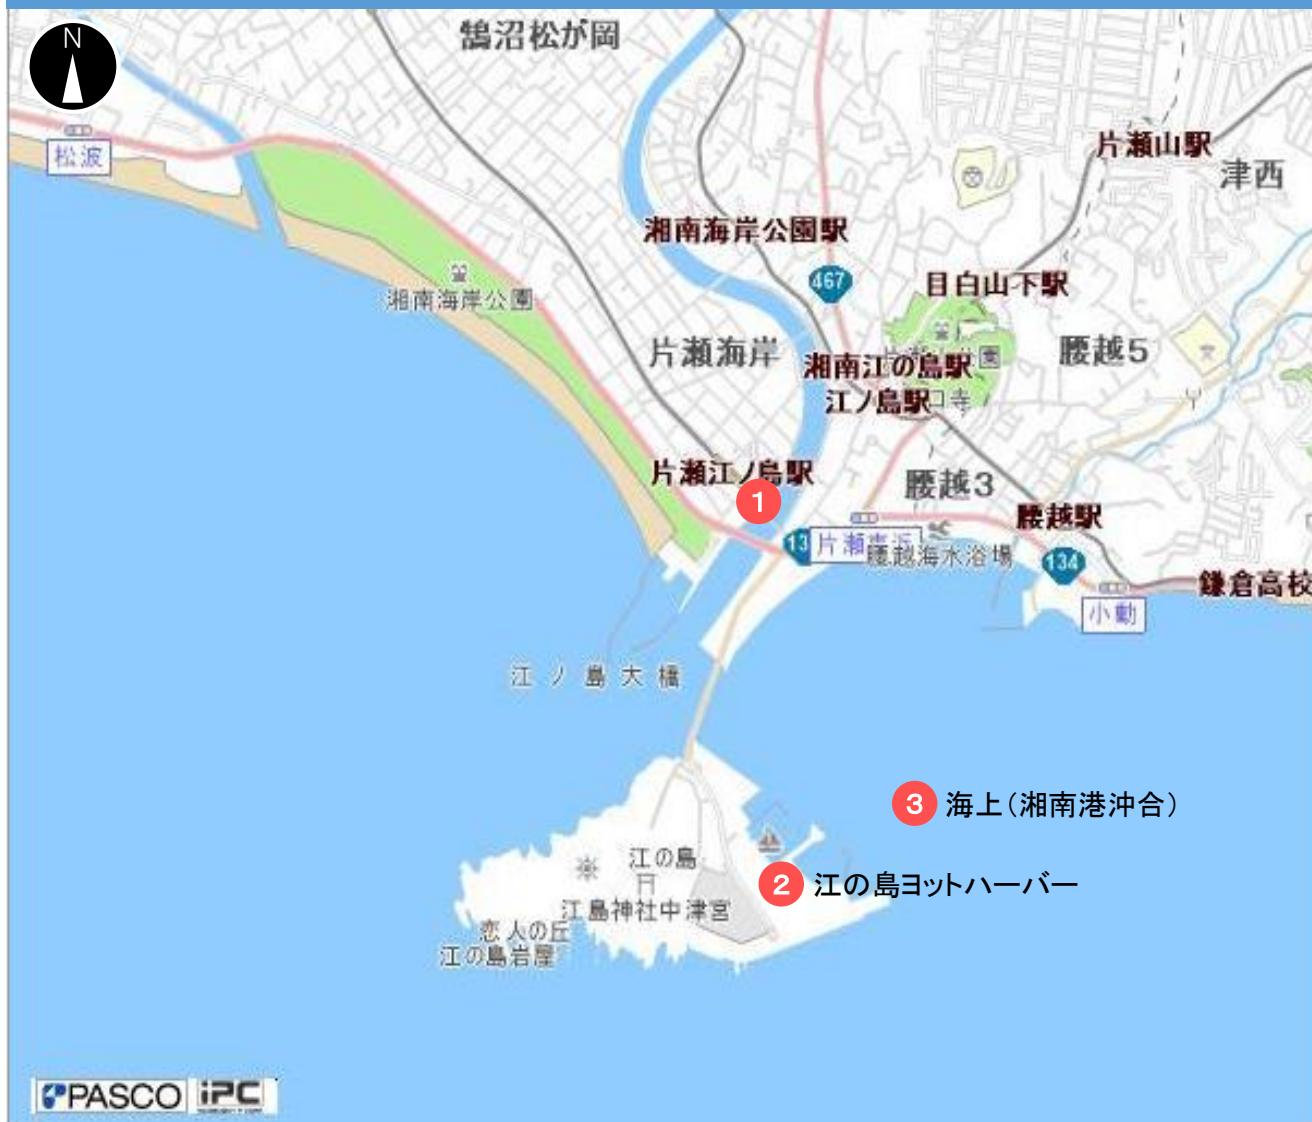 N
鵠沼松が岡
松波
片瀬山駅
津西
湘南海岸公園駅
467
目白山下駅
湘南海岸公園
片瀬海岸
腰越5
湘南江の島駅
江ノ島駅
口寺
片瀬江ノ島駅
1
腰越3
腰越駅
13
片瀬東浜
腰越海水浴場
134
鎌倉高校
小動
江ノ島大橋
3 海上(湘南港沖合)
江の島
2 江の島ヨットハーバー
江島神社中津宮
恋人の丘
江の島岩屋
PASCO iPC